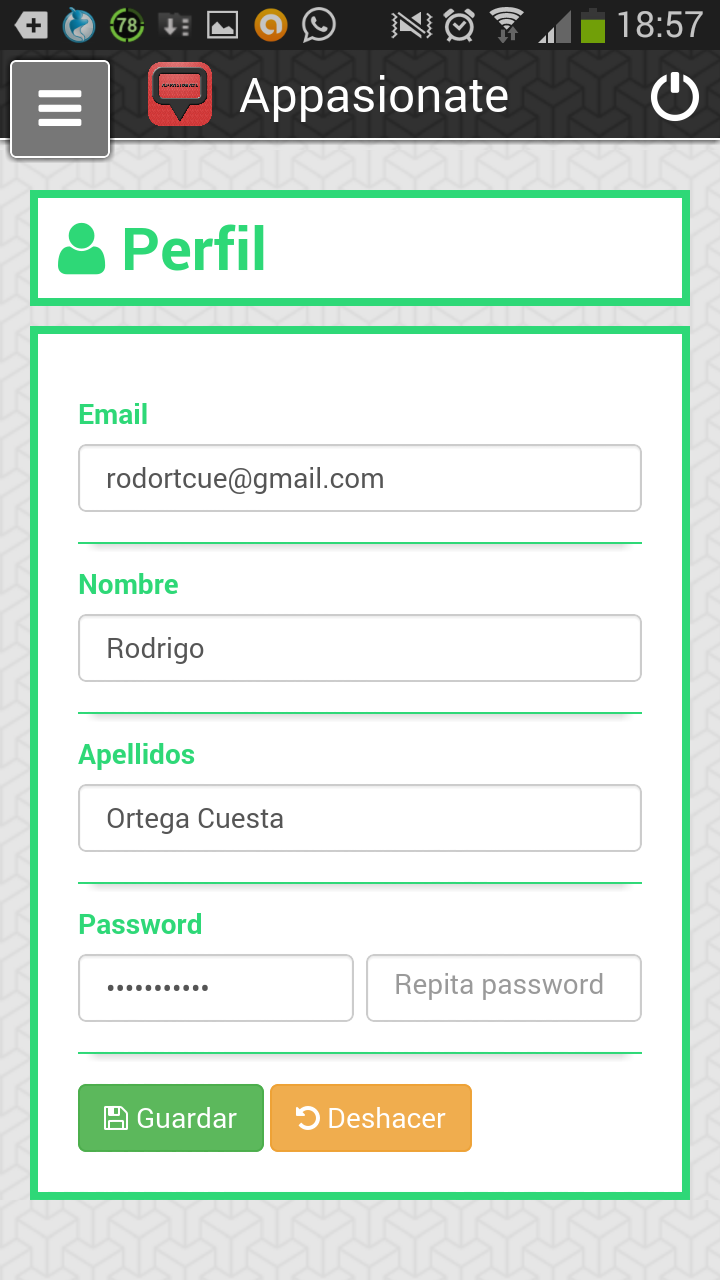 78
18:57
Appasionate
Perfil
Email
rodortcue@gmail.com
Nombre
Rodrigo
Apellidos
Ortega Cuesta
Password
••••••••••• Repita password
Guardar Deshacer